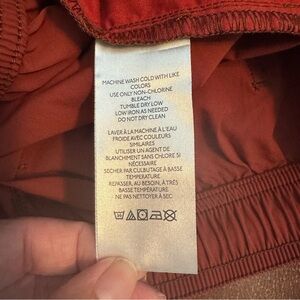 MACHINE WASH COLD WITH LIKE
COLORS
USE ONLY NON-CHLORINE
BLEACH
TUMBLE DRY LOW
LOW IRON AS NEEDED
DO NOT DRY CLEAN
LAVER À LA MACHINE À L'EAU
FROIDE AVEC COULEURS
SIMILAIRES
UTILISER UN AGENT DE
BLANCHIMENT SANS CHLORE SI
NÉCESSAIRE
SÉCHER PAR CULBUTAGE À BASSE
TEMPÉRATURE
REPASSER, AU BESOIN, À TRÈS
BASSE TEMPÉRATURE
NE PAS NETTOYER À SEC